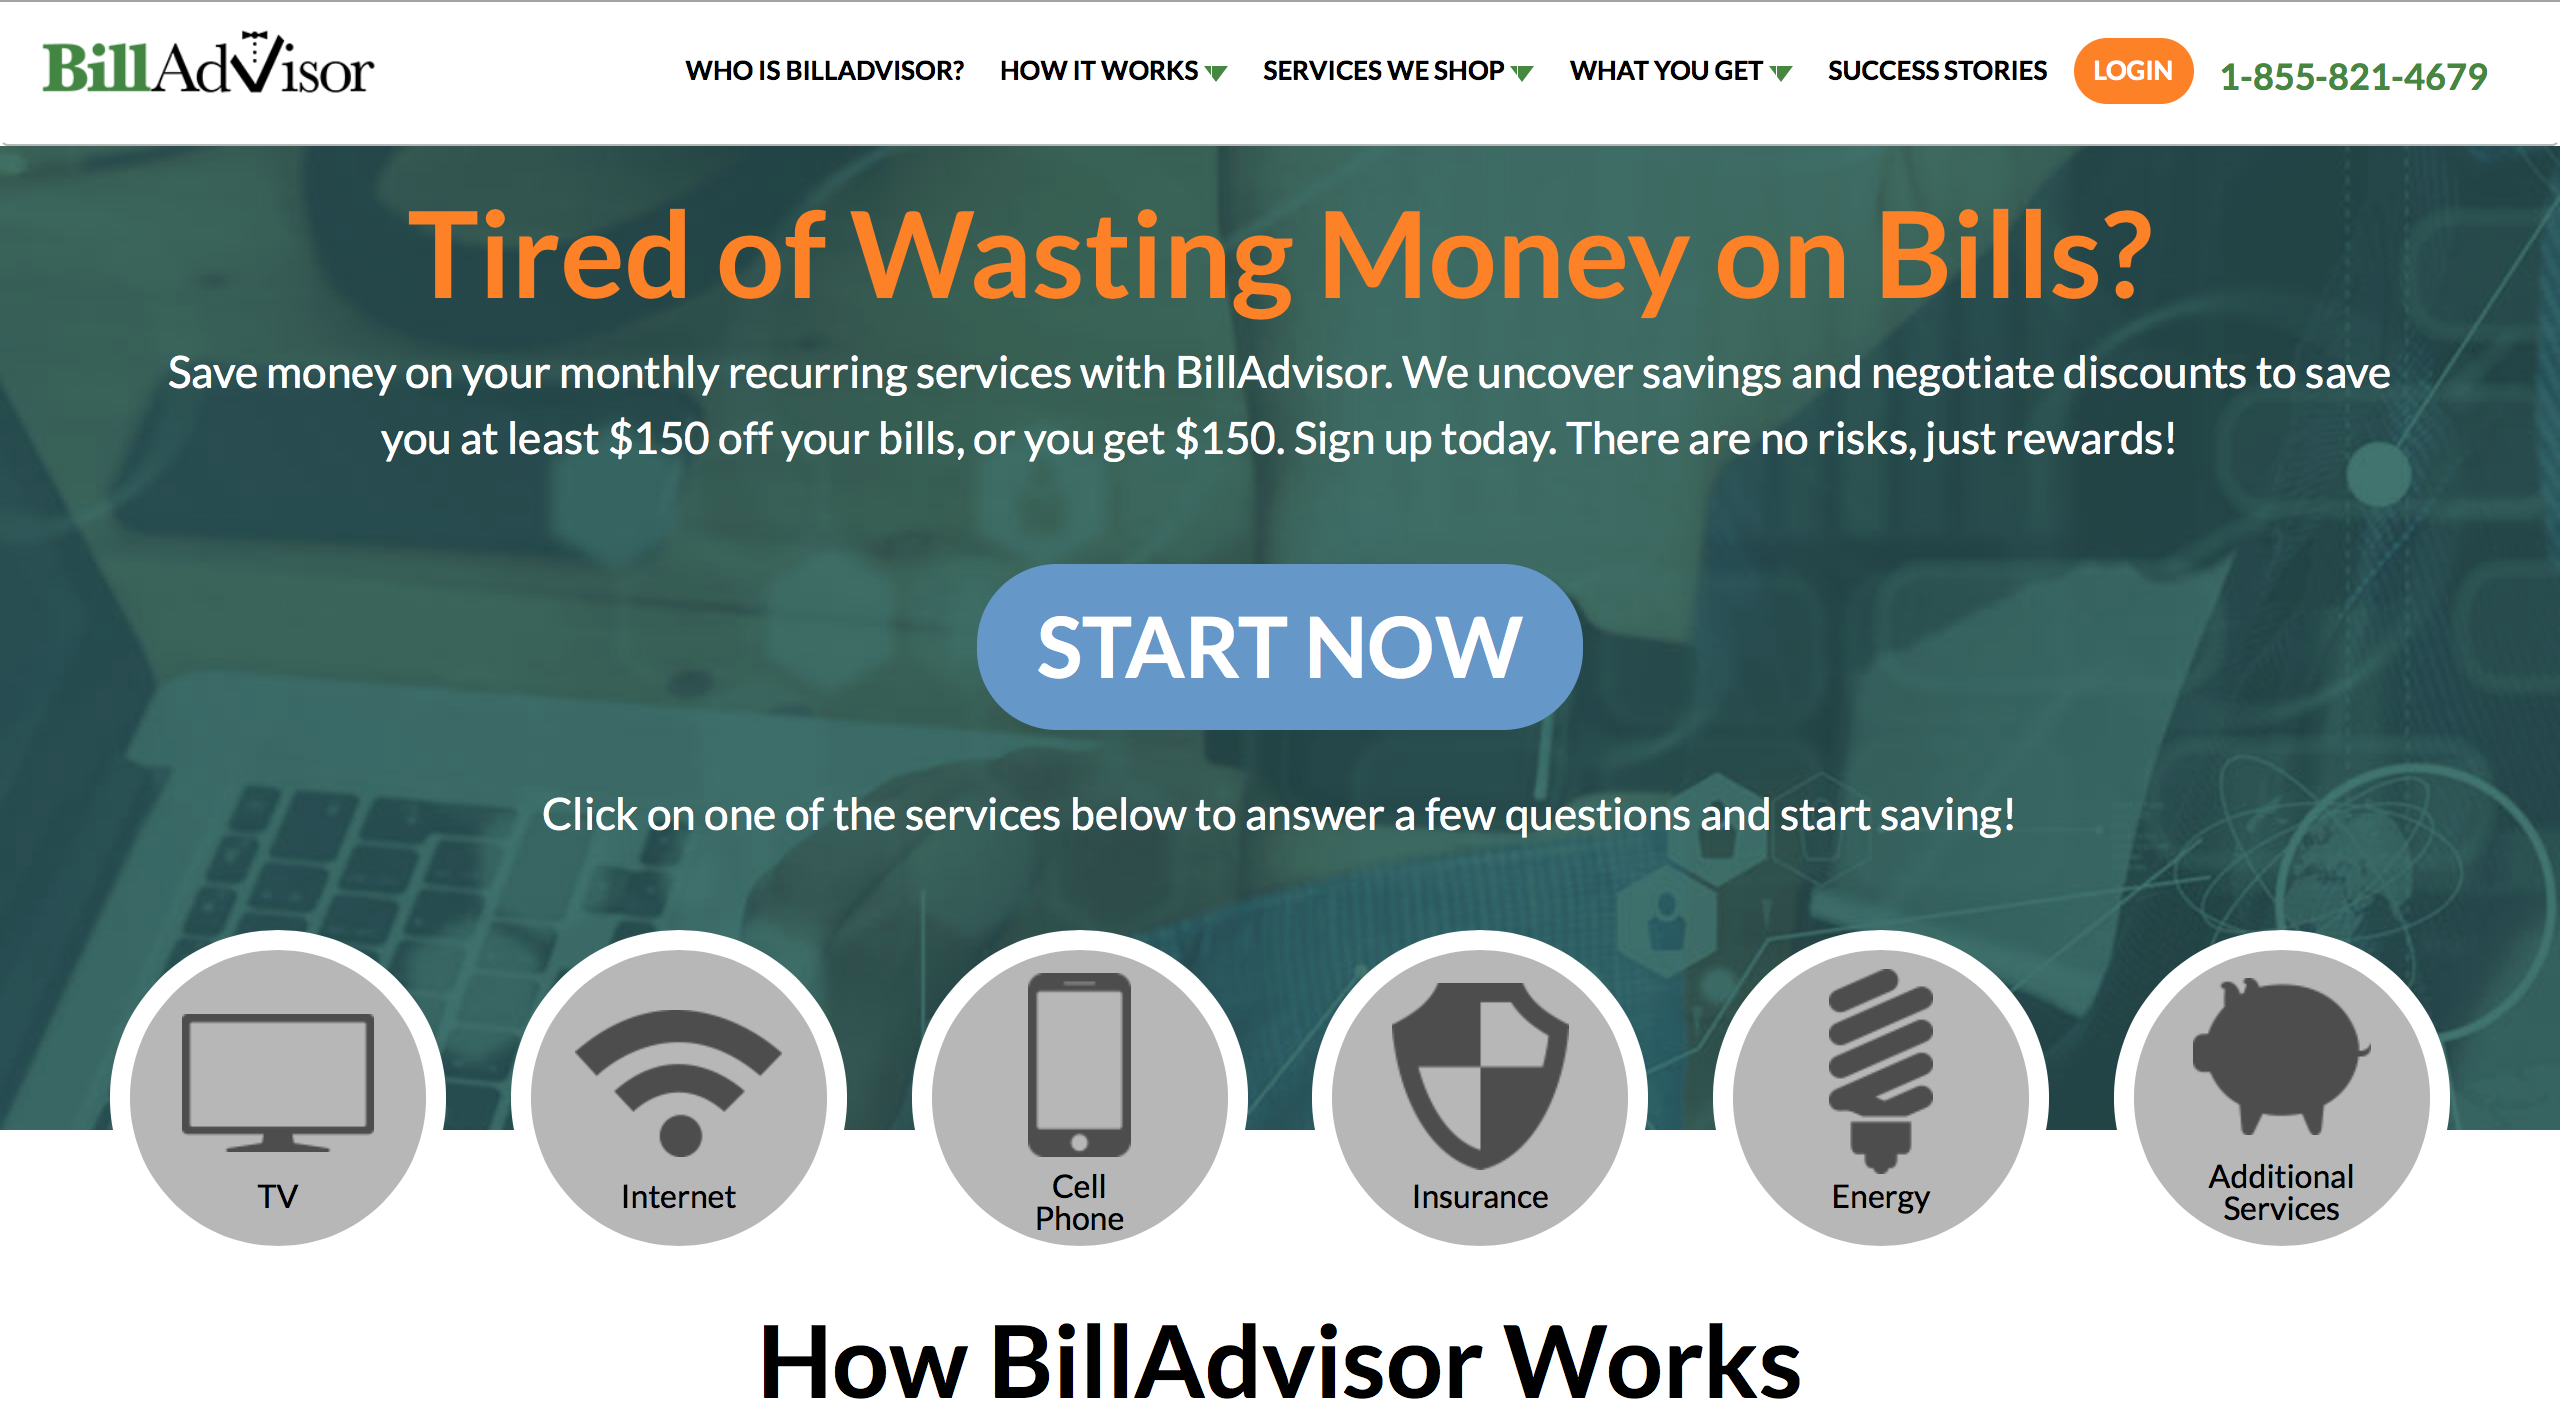 BillAdvisor
WHO IS BILLADVISOR? HOW IT WORKS SERVICES WE SHOP WHAT YOU GET SUCCESS STORIES LOGIN 1-855-821-4679
Tired of Wasting Money on Bills?
Save money on your monthly recurring services with BillAdvisor. We uncover savings and negotiate discounts to save
you at least $150 off your bills, or you get $150. Sign up today. There are no risks, just rewards!
START NOW
Click on one of the services below to answer a few questions and start saving!
TV
Internet
Cell
Phone
Insurance
Energy
Additional
Services
How BillAdvisor Works